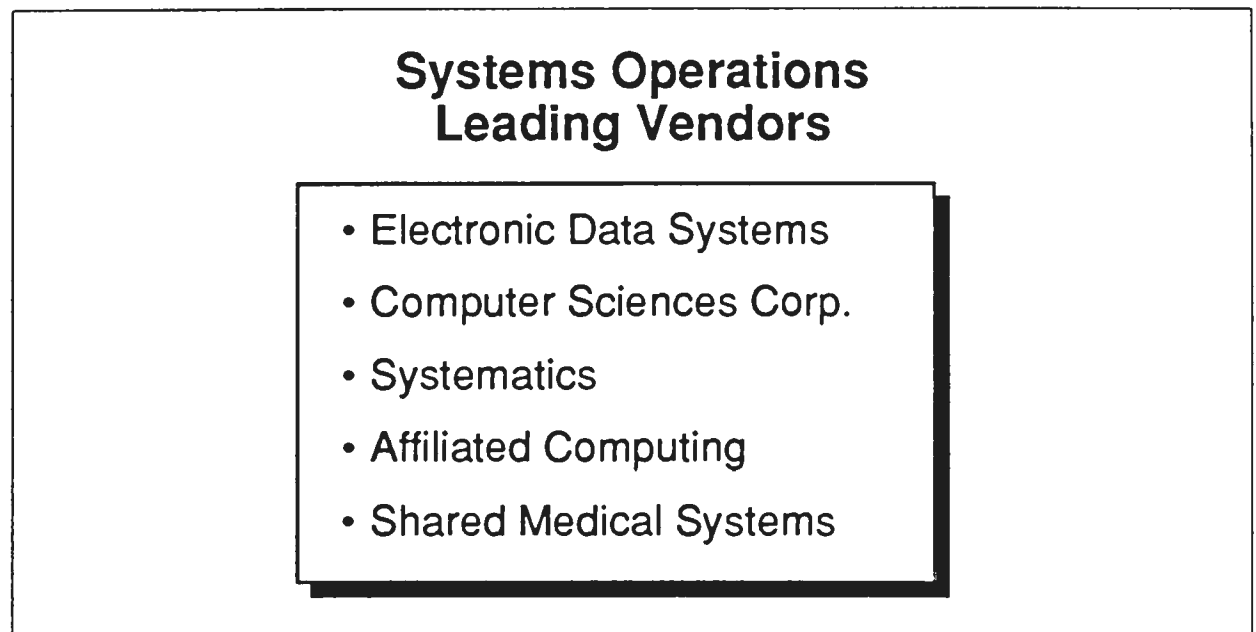 Systems Operations
Leading Vendors
• Electronic Data Systems
• Computer Sciences Corp.
• Systematics
• Affiliated Computing
• Shared Medical Systems